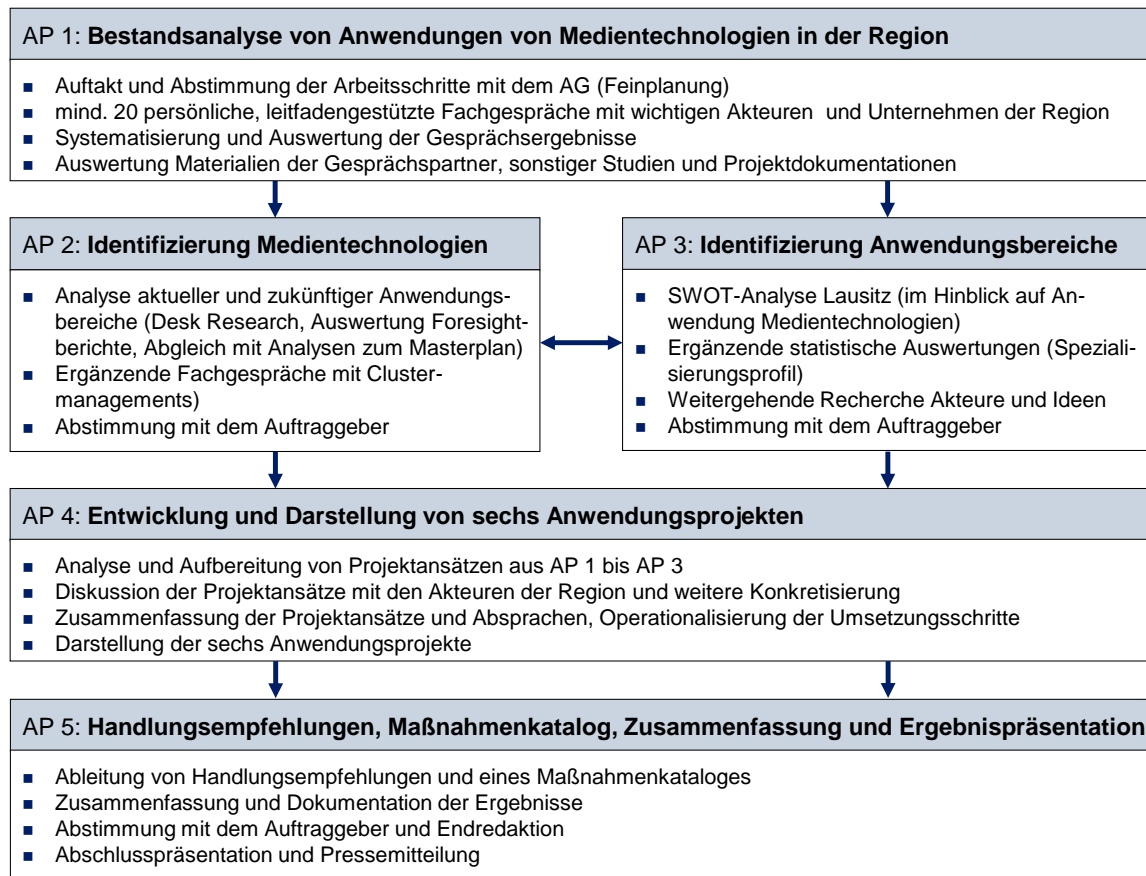 AP 1: Bestandsanalyse von Anwendungen von Medientechnologien in der Region
■ Auftakt und Abstimmung der Arbeitsschritte mit dem AG (Feinplanung)
■ mind. 20 persönliche, leitfadengestützte Fachgespräche mit wichtigen Akteuren und Unternehmen der Region
■ Systematisierung und Auswertung der Gesprächsergebnisse
■ Auswertung Materialien der Gesprächspartner, sonstiger Studien und Projektdokumentationen
AP 2: Identifizierung Medientechnologien
■ Analyse aktueller und zukünftiger Anwendungs-
bereiche (Desk Research, Auswertung Foresight-
berichte, Abgleich mit Analysen zum Masterplan)
■ Ergänzende Fachgespräche mit Cluster-
managements)
■ Abstimmung mit dem Auftraggeber
AP 3: Identifizierung Anwendungsbereiche
■ SWOT-Analyse Lausitz (im Hinblick auf An-
wendung Medientechnologien)
■ Ergänzende statistische Auswertungen (Speziali-
sierungsprofil)
■ Weitergehende Recherche Akteure und Ideen
■ Abstimmung mit dem Auftraggeber
AP 4: Entwicklung und Darstellung von sechs Anwendungsprojekten
■ Analyse und Aufbereitung von Projektansätzen aus AP 1 bis AP 3
■ Diskussion der Projektansätze mit den Akteuren der Region und weitere Konkretisierung
■ Zusammenfassung der Projektansätze und Absprachen, Operationalisierung der Umsetzungsschritte
■ Darstellung der sechs Anwendungsprojekte
AP 5: Handlungsempfehlungen, Maßnahmenkatalog, Zusammenfassung und Ergebnispräsentation
■ Ableitung von Handlungsempfehlungen und eines Maßnahmenkataloges
■ Zusammenfassung und Dokumentation der Ergebnisse
■ Abstimmung mit dem Auftraggeber und Endredaktion
■ Abschlusspräsentation und Pressemitteilung